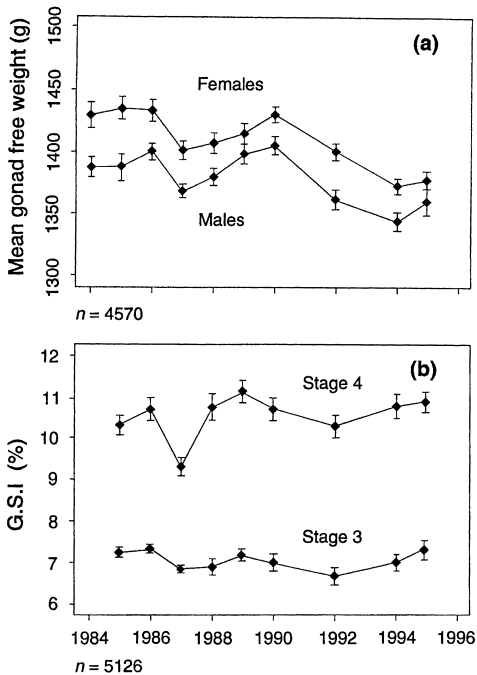 Mean gonad free weight (g)
1500
1450
1400
1350
1300
(a)
Females
Males
n = 4570
G.S.I (%)
12
11
10
9
8
7
6
(b)
Stage 4
Stage 3
1984 1986 1988 1990 1992 1994 1996
n = 5126